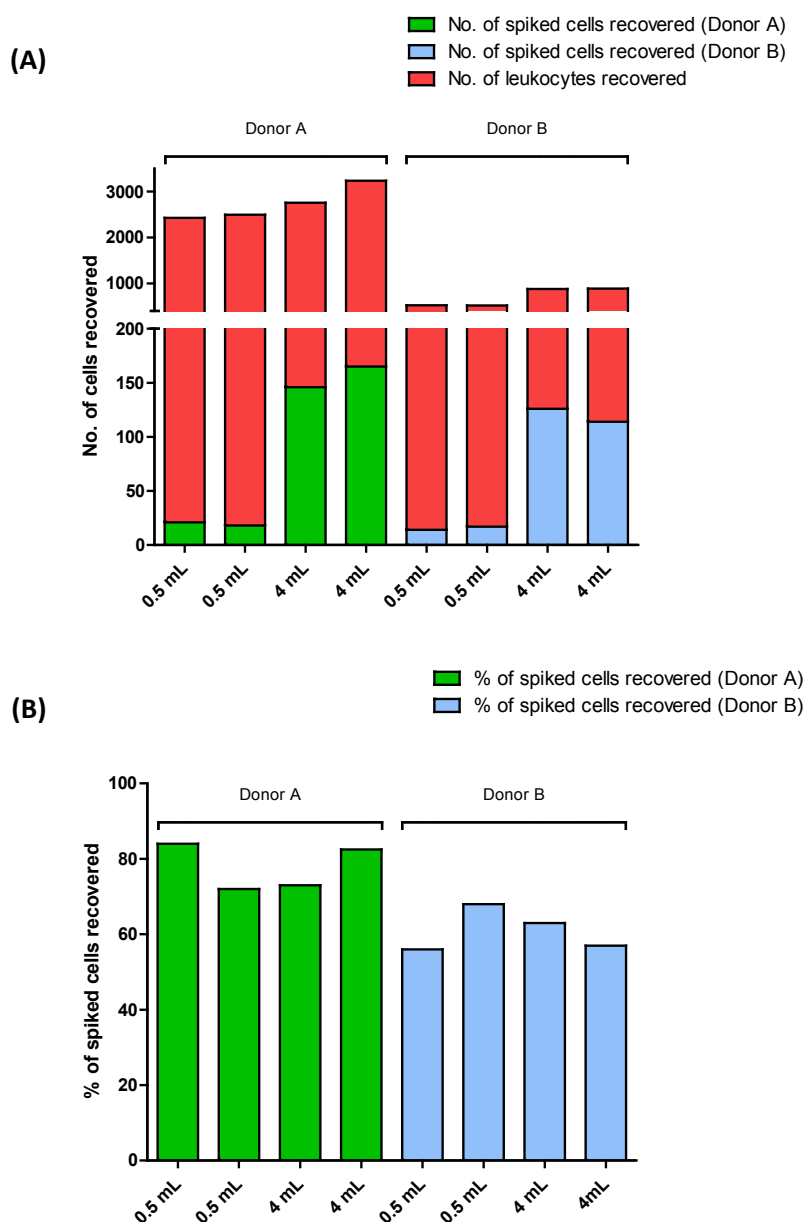 (A)
No. of spiked cells recovered (Donor A)
No. of spiked cells recovered (Donor B)
No. of leukocytes recovered
Donor A
Donor B
No. of cells recovered
3000
2000
1000
200
150
100
50
0
0.5 mL
0.5 mL
4 mL
4 mL
0.5 mL
0.5 mL
4 mL
4 mL
(B)
% of spiked cells recovered (Donor A)
% of spiked cells recovered (Donor B)
Donor A
Donor B
% of spiked cells recovered
100
80
60
40
20
0
0.5 mL
0.5 mL
4 mL
4 mL
0.5 mL
0.5 mL
4 mL
4mL